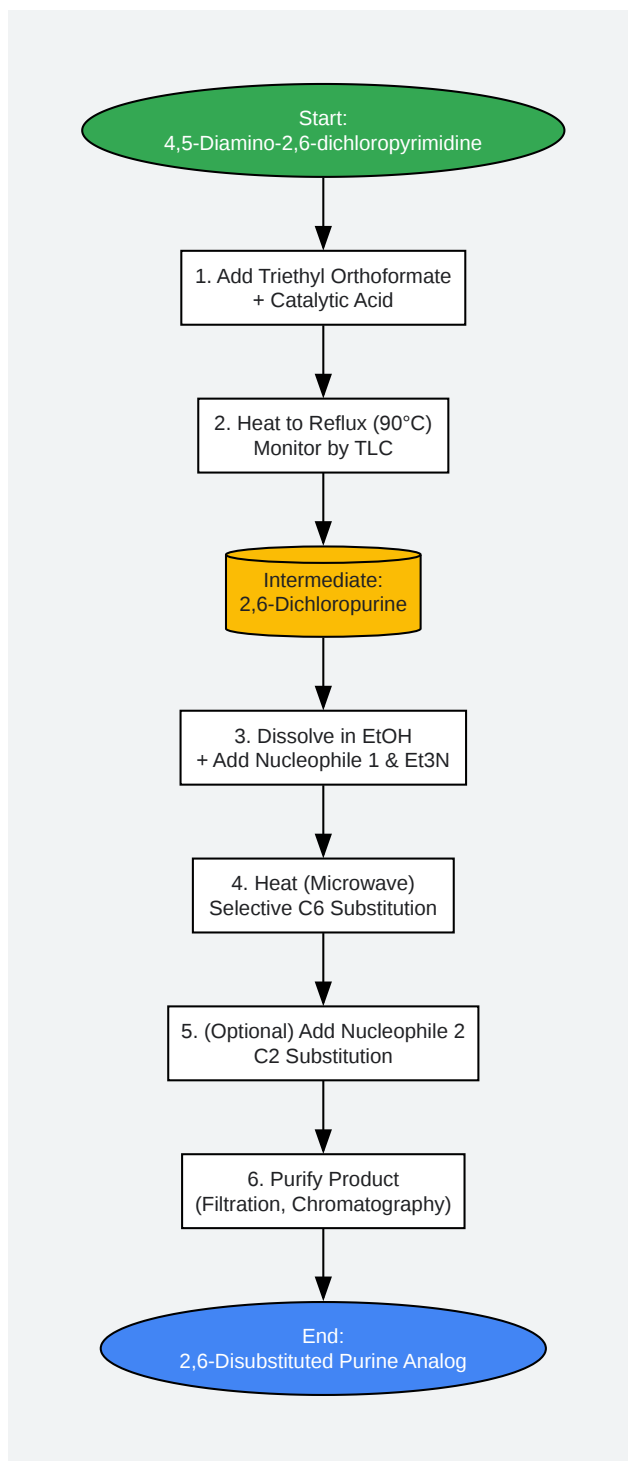 Start:
4,5-Diamino-2,6-dichloropyrimidine
1. Add Triethyl Orthoformate
+ Catalytic Acid
2. Heat to Reflux (90°C)
Monitor by TLC
Intermediate:
2,6-Dichloropurine
3. Dissolve in EtOH
+ Add Nucleophile 1 & Et3N
4. Heat (Microwave)
Selective C6 Substitution
5. (Optional) Add Nucleophile 2
C2 Substitution
6. Purify Product
(Filtration, Chromatography)
End:
2,6-Disubstituted Purine Analog